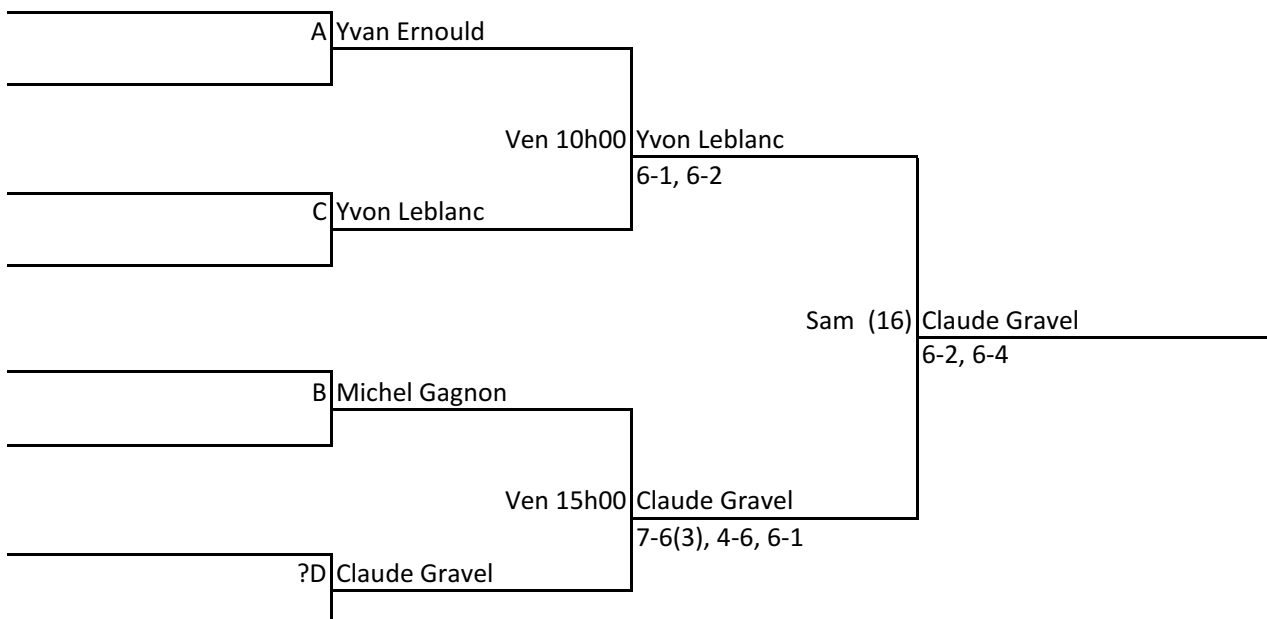 A Yvan Ernould
Ven 10h00 Yvon Leblanc
6-1, 6-2
C Yvon Leblanc
Sam (16) Claude Gravel
6-2, 6-4
B Michel Gagnon
Ven 15h00 Claude Gravel
7-6(3), 4-6, 6-1
?D Claude Gravel